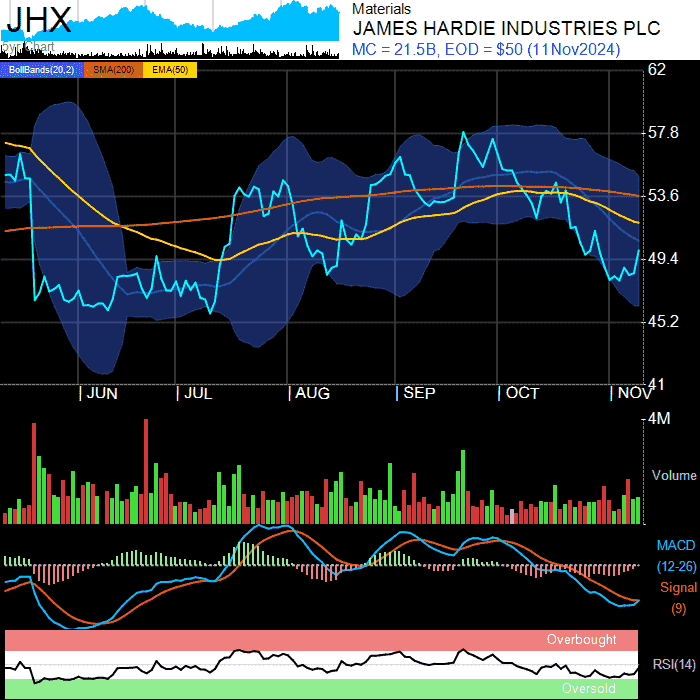 JHX
Materials
JAMES HARDIE INDUSTRIES PLC
MC = 21.5B, EOD = $50 (11Nov2024)
BollBands(20,2) SMA(200) EMA(50)
62
57.8
53.6
49.4
45.2
41
JUN JUL AUG SEP OCT NOV
4M
Volume
MACD
(12-26)
Signal
(9)
Overbought
RSI(14)
Oversold